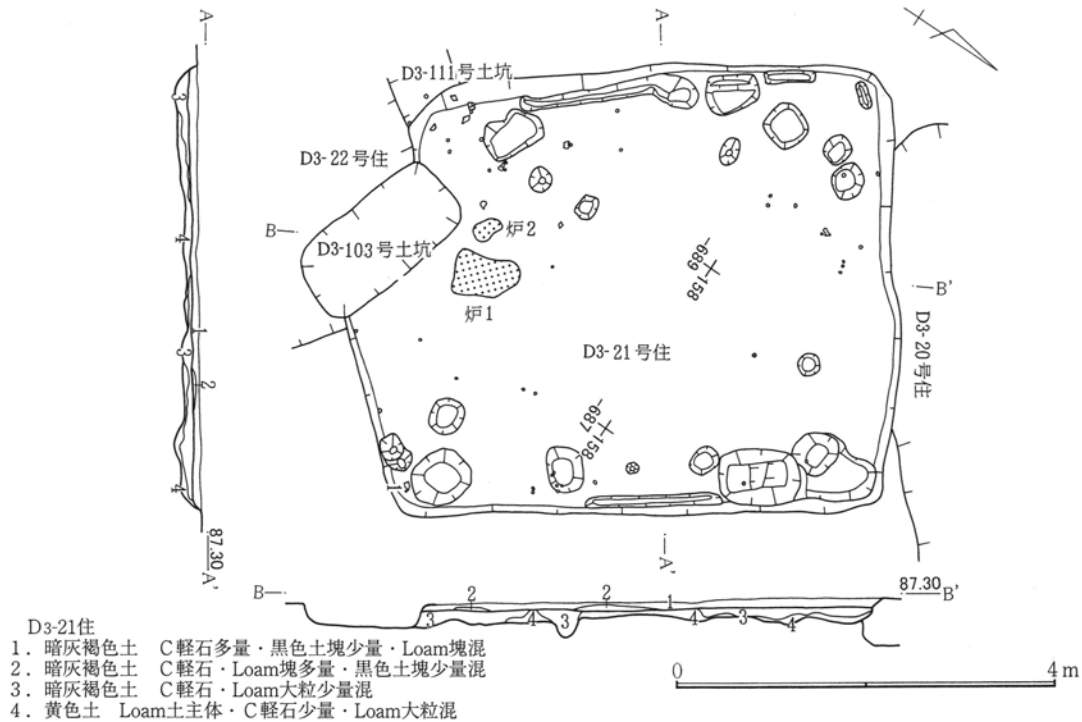 A
A
D3-111号土坑
D3-22号住
B
D3-103号土坑
炉2
炉1
-689
158
B'
D3-20号住
D3-21号住
-687
158
1
A'
3
4
1
3
2
4
87.30
A'
B
2
2
1
87.30
B'
3
4
3
4
3
4
D3-21住
1．暗灰褐色土　C軽石多量・黒色土塊少量・Loam塊混
2．暗灰褐色土　C軽石・Loam塊多量・黒色土塊少量混
3．暗灰褐色土　C軽石・Loam大粒少量混
4．黄色土　Loam土主体・C軽石少量・Loam大粒混
0
4m